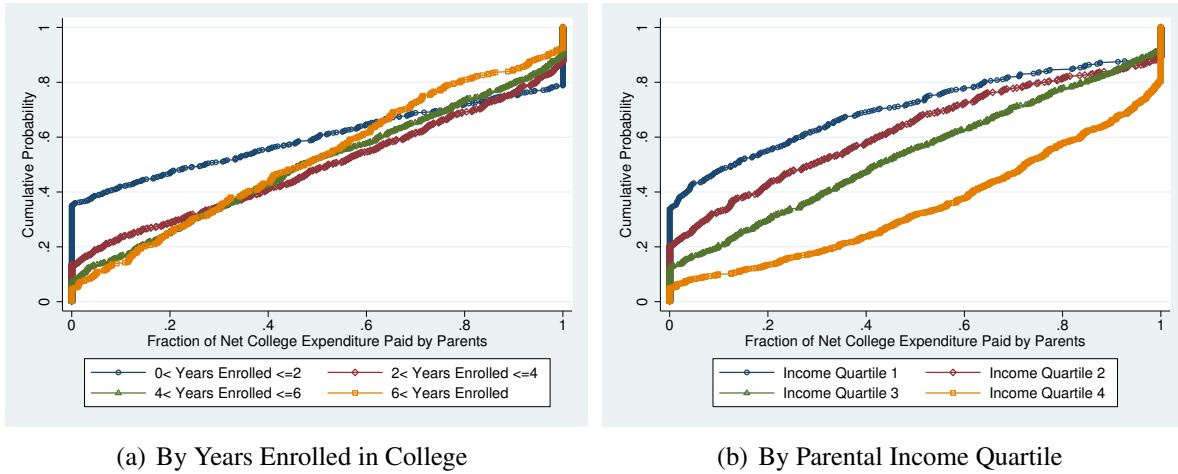 Cumulative Probability
1
.8
.6
.4
.2
0
0 .2 .4 .6 .8 1
Fraction of Net College Expenditure Paid by Parents
0< Years Enrolled <=2 2< Years Enrolled <=4
4< Years Enrolled <=6 6< Years Enrolled
(a) By Years Enrolled in College
Cumulative Probability
1
.8
.6
.4
.2
0
0 .2 .4 .6 .8 1
Fraction of Net College Expenditure Paid by Parents
Income Quartile 1 Income Quartile 2
Income Quartile 3 Income Quartile 4
(b) By Parental Income Quartile